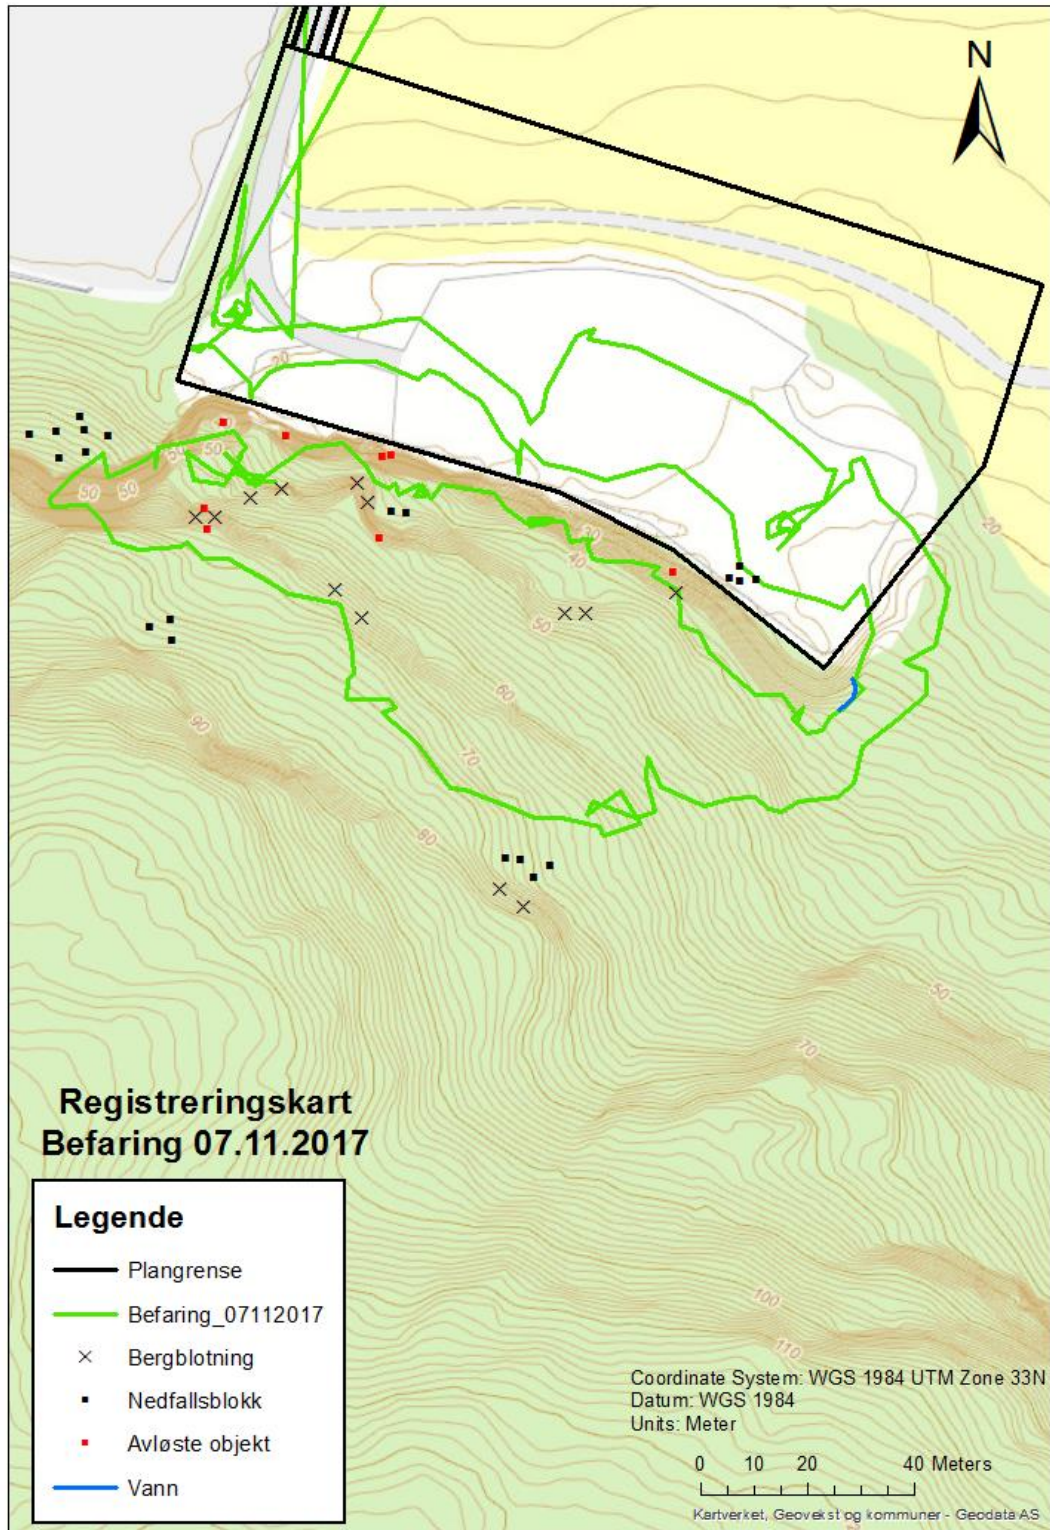 N
20
20
50
50
50
50
30
40
50
60
70
90
80
50
70
100
110
Registreringskart
Befaring 07.11.2017
Legende
Plangrense
Befaring_07112017
Bergblotning
Nedfallsblokk
Avløste objekt
Vann
Coordinate System: WGS 1984 UTM Zone 33N
Datum: WGS 1984
Units: Meter
0 10 20 40 Meters
Kartverket, Geovekst og kommuner - Geodata AS